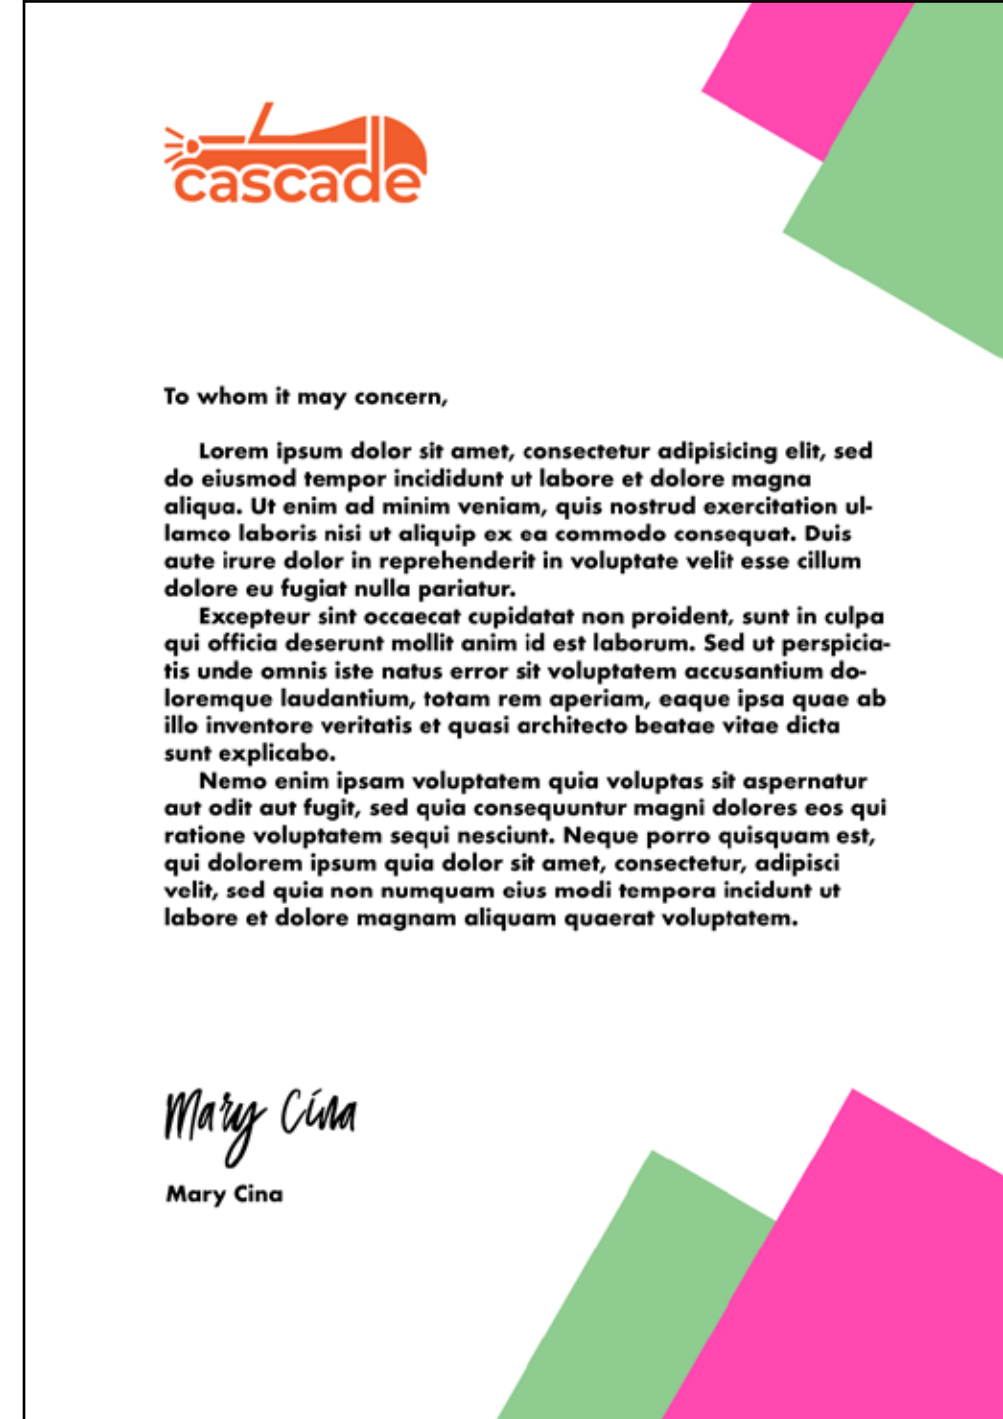 cascade
To whom it may concern,
Lorem ipsum dolor sit amet, consectetur adipisicing elit, sed
do eiusmod tempor incididunt ut labore et dolore magna
aliqua. Ut enim ad minim veniam, quis nostrud exercitation ul-
lamco laboris nisi ut aliquip ex ea commodo consequat. Duis
aute irure dolor in reprehenderit in voluptate velit esse cillum
dolore eu fugiat nulla pariatur.
Excepteur sint occaecat cupidatat non proident, sunt in culpa
qui officia deserunt mollit anim id est laborum. Sed ut perspicia-
tis unde omnis iste natus error sit voluptatem accusantium do-
loremque laudantium, totam rem aperiam, eaque ipsa quae ab
illo inventore veritatis et quasi architecto beatae vitae dicta
sunt explicabo.
Nemo enim ipsam voluptatem quia voluptas sit aspernatur
aut odit aut fugit, sed quia consequuntur magni dolores eos qui
ratione voluptatem sequi nesciunt. Neque porro quisquam est,
qui dolorem ipsum quia dolor sit amet, consectetur, adipisci
velit, sed quia non numquam eius modi tempora incidunt ut
labore et dolore magnam aliquam quaerat voluptatem.
Mary Cina
Mary Cina